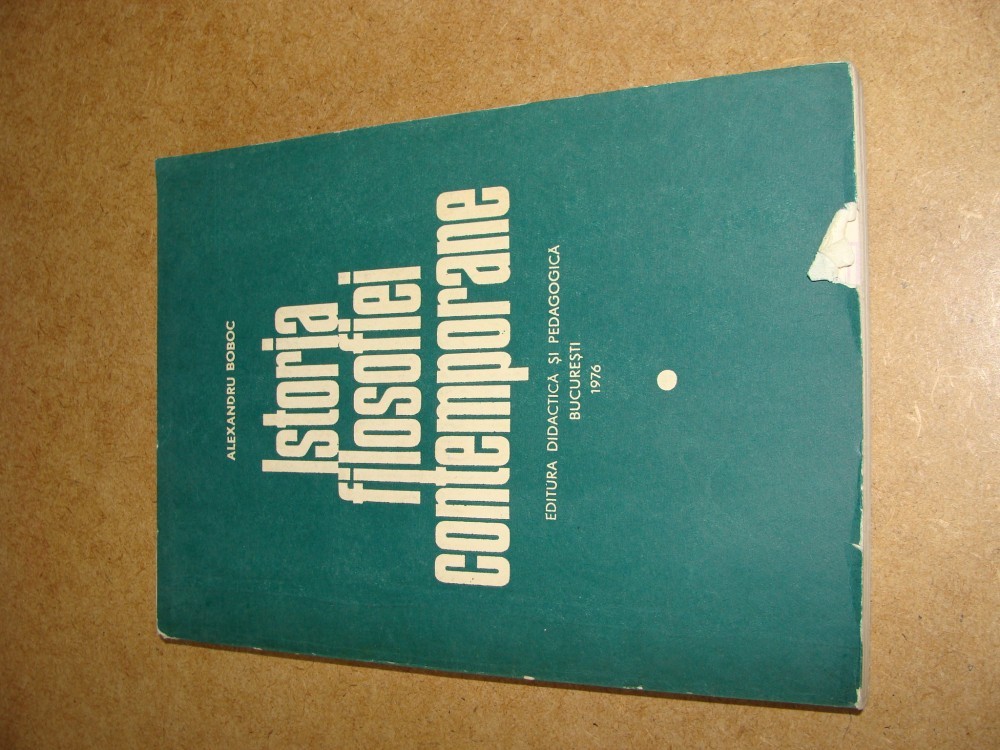 ALEXANDRU BOBOC
Istoria
filosofiei
contemporane
EDITURA DIDACTICĂ ȘI PEDAGOGICĂ
BUCUREȘTI
1976